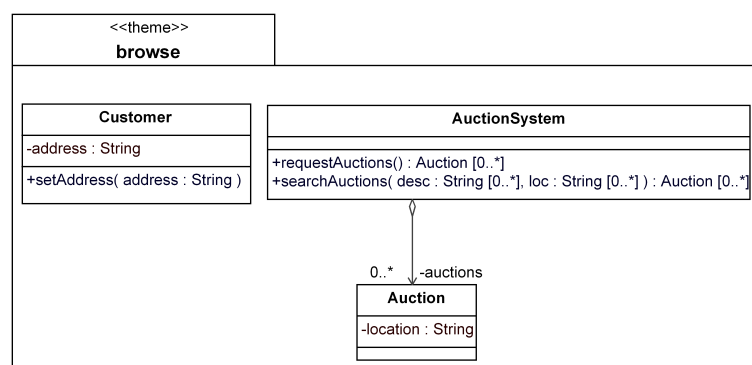 <<theme>>
browse
Customer
-address : String
+setAddress( address : String )
AuctionSystem
+requestAuctions() : Auction [0..*]
+searchAuctions( desc : String [0..*], loc : String [0..*] ) : Auction [0..*]
0..* -auctions
Auction
-location : String